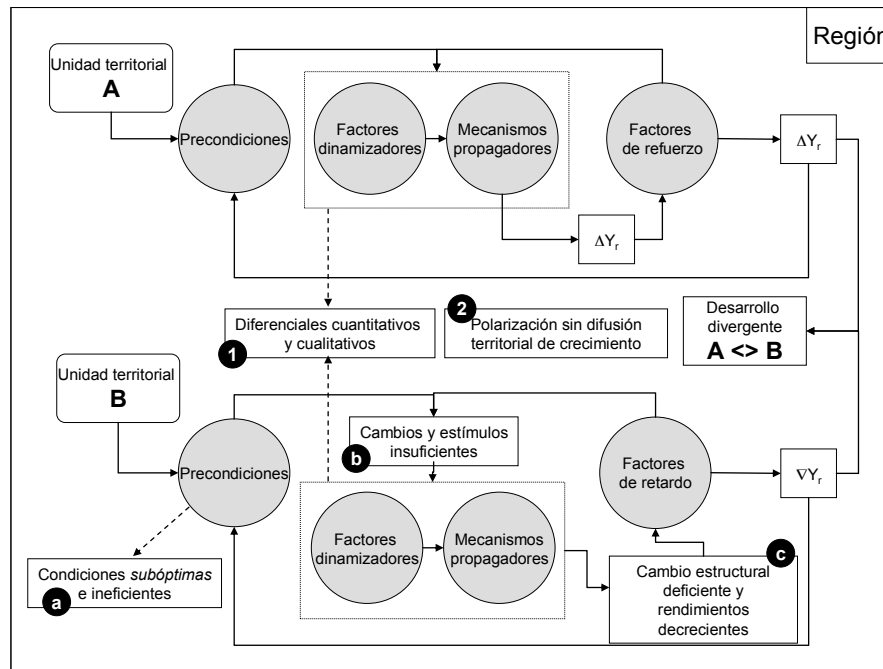 Región
Unidad territorial
A
Precondiciones
Factores
dinamizadores
Mecanismos
propagadores
Factores
de refuerzo
ΔYr
ΔYr
1
Diferenciales cuantitativos
y cualitativos
2
Polarización sin difusión
territorial de crecimiento
Desarrollo
divergente
A <> B
Unidad territorial
B
Precondiciones
b
Cambios y estímulos
insuficientes
Factores
dinamizadores
Mecanismos
propagadores
Factores
de retardo
∇Yr
a
Condiciones subóptimas
e ineficientes
c
Cambio estructural
deficiente y
rendimientos
decrecientes